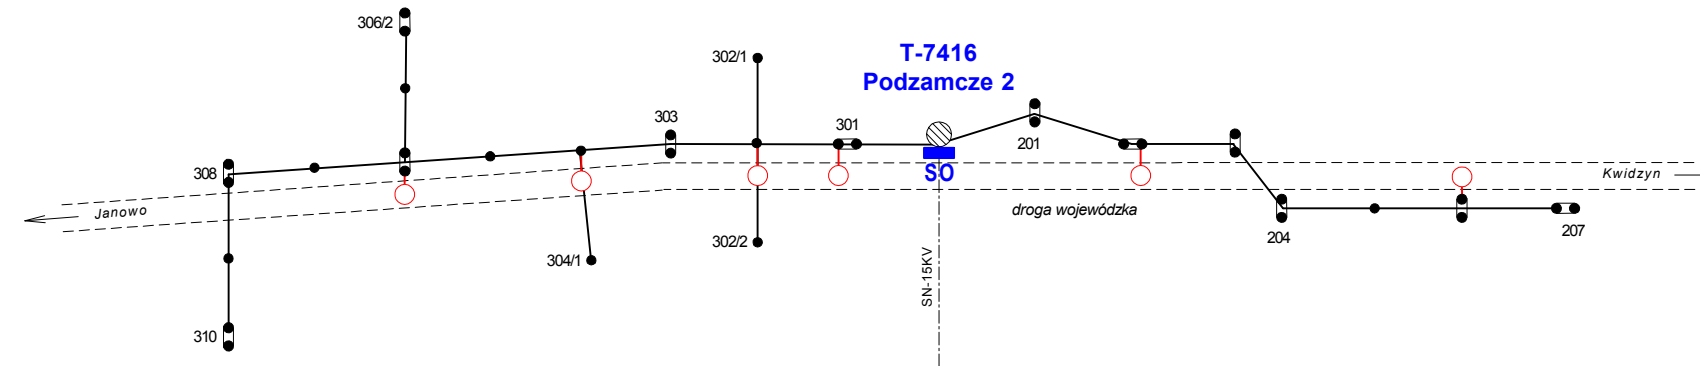 306/2
302/1
T-7416
Podzamcze 2
303
301
201
308
SO
Kwidzyn
Janowo
droga wojewódzka
304/1
302/2
204
207
SN-15KV
310